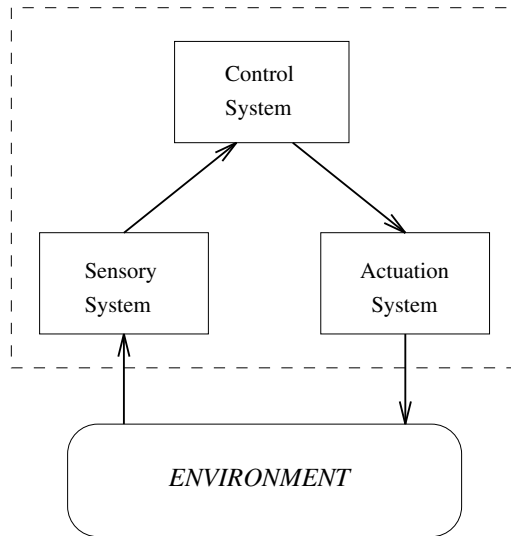 Control
System
Sensory
System
Actuation
System
ENVIRONMENT